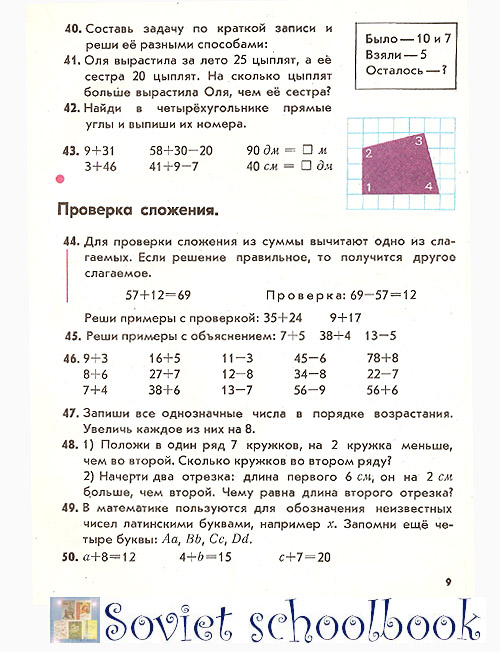 40. Составь задачу по краткой записи и
реши её разными способами:
Было — 10 и 7
Взяли — 5
Осталось — ?
41. Оля вырастила за лето 25 цыплят, а её
сестра 20 цыплят. На сколько цыплят
больше вырастила Оля, чем её сестра?
42. Найди в четырёхугольнике прямые
углы и выпиши их номера.
2 3
1 4
43. 9+31 58+30−20 90 дм = □ м
3+46 41+9−7 40 см = □ дм
Проверка сложения.
44. Для проверки сложения из суммы вычитают одно из сла-
гаемых. Если решение правильное, то получится другое
слагаемое.
57+12=69 Проверка: 69−57=12
Реши примеры с проверкой: 35+24 9+17
45. Реши примеры с объяснением: 7+5 38+4 13−5
46. 9+3 16+5 11−3 45−6 78+8
8+6 27+7 12−8 34−8 22−7
7+4 38+6 13−7 56−9 56+6
47. Запиши все однозначные числа в порядке возрастания.
Увеличь каждое из них на 8.
48. 1) Положи в один ряд 7 кружков, на 2 кружка меньше,
чем во второй. Сколько кружков во втором ряду?
2) Начерти два отрезка: длина первого 6 см, он на 2 см
больше, чем второй. Чему равна длина второго отрезка?
49. В математике пользуются для обозначения неизвестных
чисел латинскими буквами, например x. Запомни ещё че-
тыре буквы: Aa, Bb, Cc, Dd.
50. a+8=12 4+b=15 c+7=20
9
Soviet schoolbook